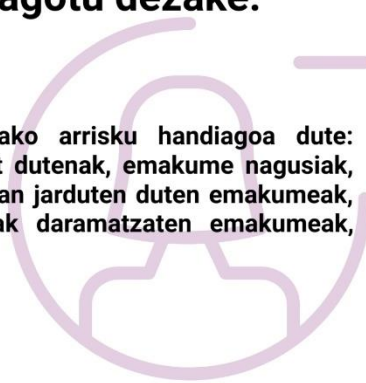 agotu dezake.
ako arrisku handiagoa dute:
t dutenak, emakume nagusiak,
an jarduten duten emakumeak,
ak daramatzaten emakumeak,